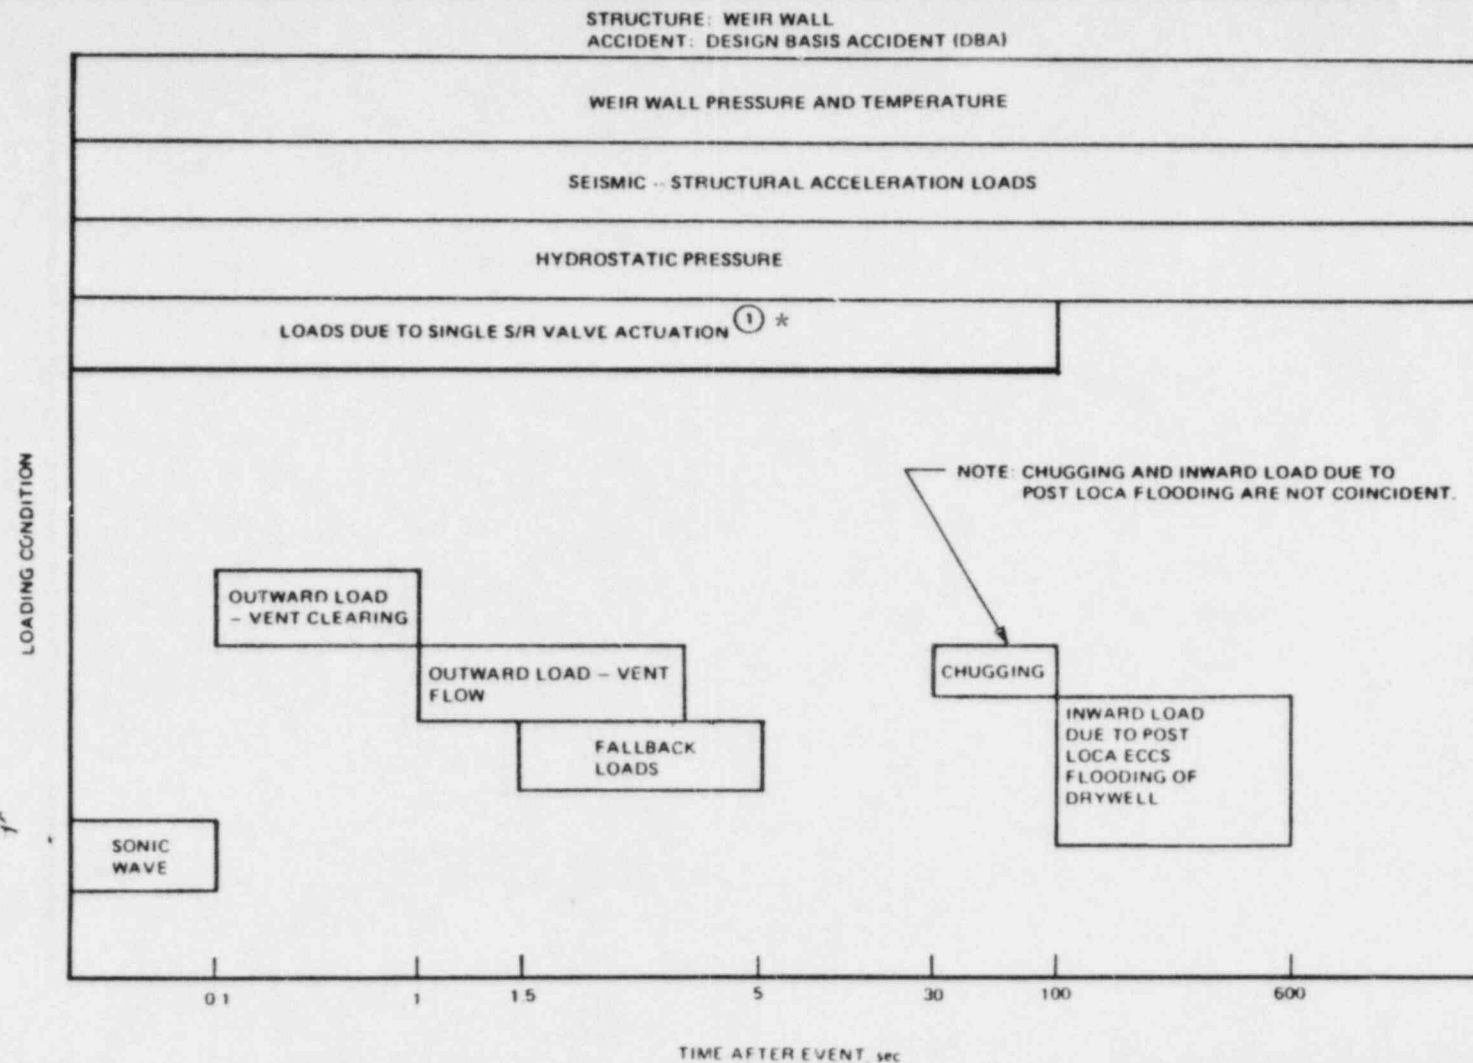 STRUCTURE: WEIR WALL
ACCIDENT: DESIGN BASIS ACCIDENT (DBA)
WEIR WALL PRESSURE AND TEMPERATURE
SEISMIC - STRUCTURAL ACCELERATION LOADS
HYDROSTATIC PRESSURE
LOADS DUE TO SINGLE S/R VALVE ACTUATION ① *
LOADING CONDITION
NOTE: CHUGGING AND INWARD LOAD DUE TO
POST LOCA FLOODING ARE NOT COINCIDENT.
OUTWARD LOAD
– VENT CLEARING
OUTWARD LOAD – VENT
FLOW
CHUGGING
FALLBACK
LOADS
INWARD LOAD
DUE TO POST
LOCA ECCS
FLOODING OF
DRYWELL
SONIC
WAVE
0 1 1 1.5 5 30 100 600
TIME AFTER EVENT, sec